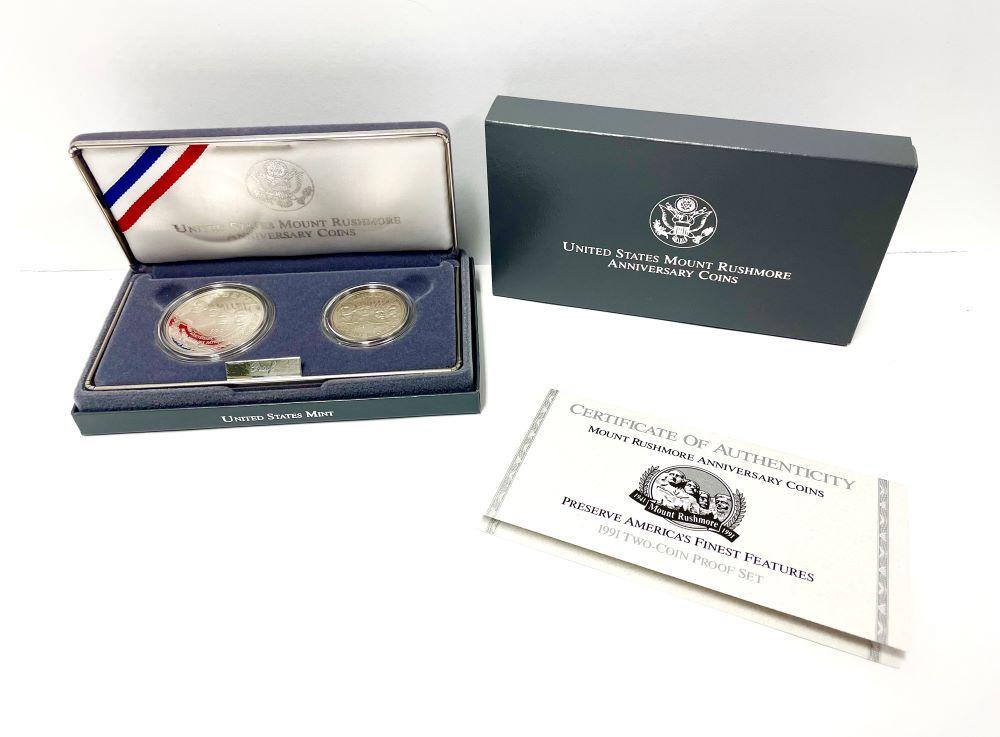 United States Mount Rushmore
Anniversary Coins
Proof
United States Mint
United States Mount Rushmore
Anniversary Coins
Certificate Of Authenticity
Mount Rushmore Anniversary Coins
1941 Mount Rushmore 1991
Preserve America's Finest Features
1991 Two-Coin Proof Set